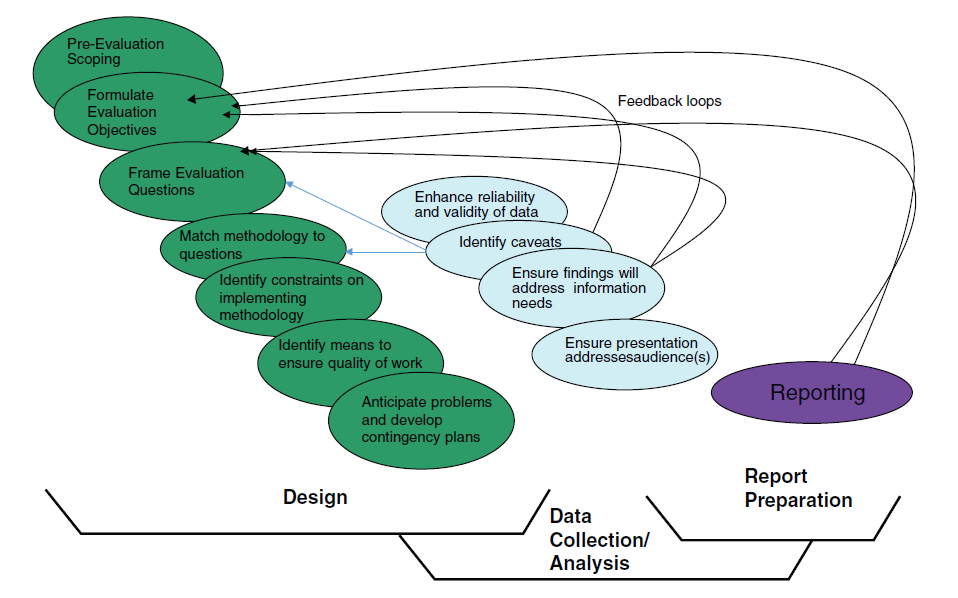 Pre-Evaluation
Scoping
Formulate
Evaluation
Objectives
Feedback loops
Frame Evaluation
Questions
Enhance reliability
and validity of data
Match methodology to
questions
Identify caveats
Identify constraints on
implementing
methodology
Ensure findings will
address information
needs
Identify means to
ensure quality of work
Ensure presentation
addressesaudience(s)
Anticipate problems
and develop
contingency plans
Reporting
Design
Data
Collection/
Analysis
Report
Preparation